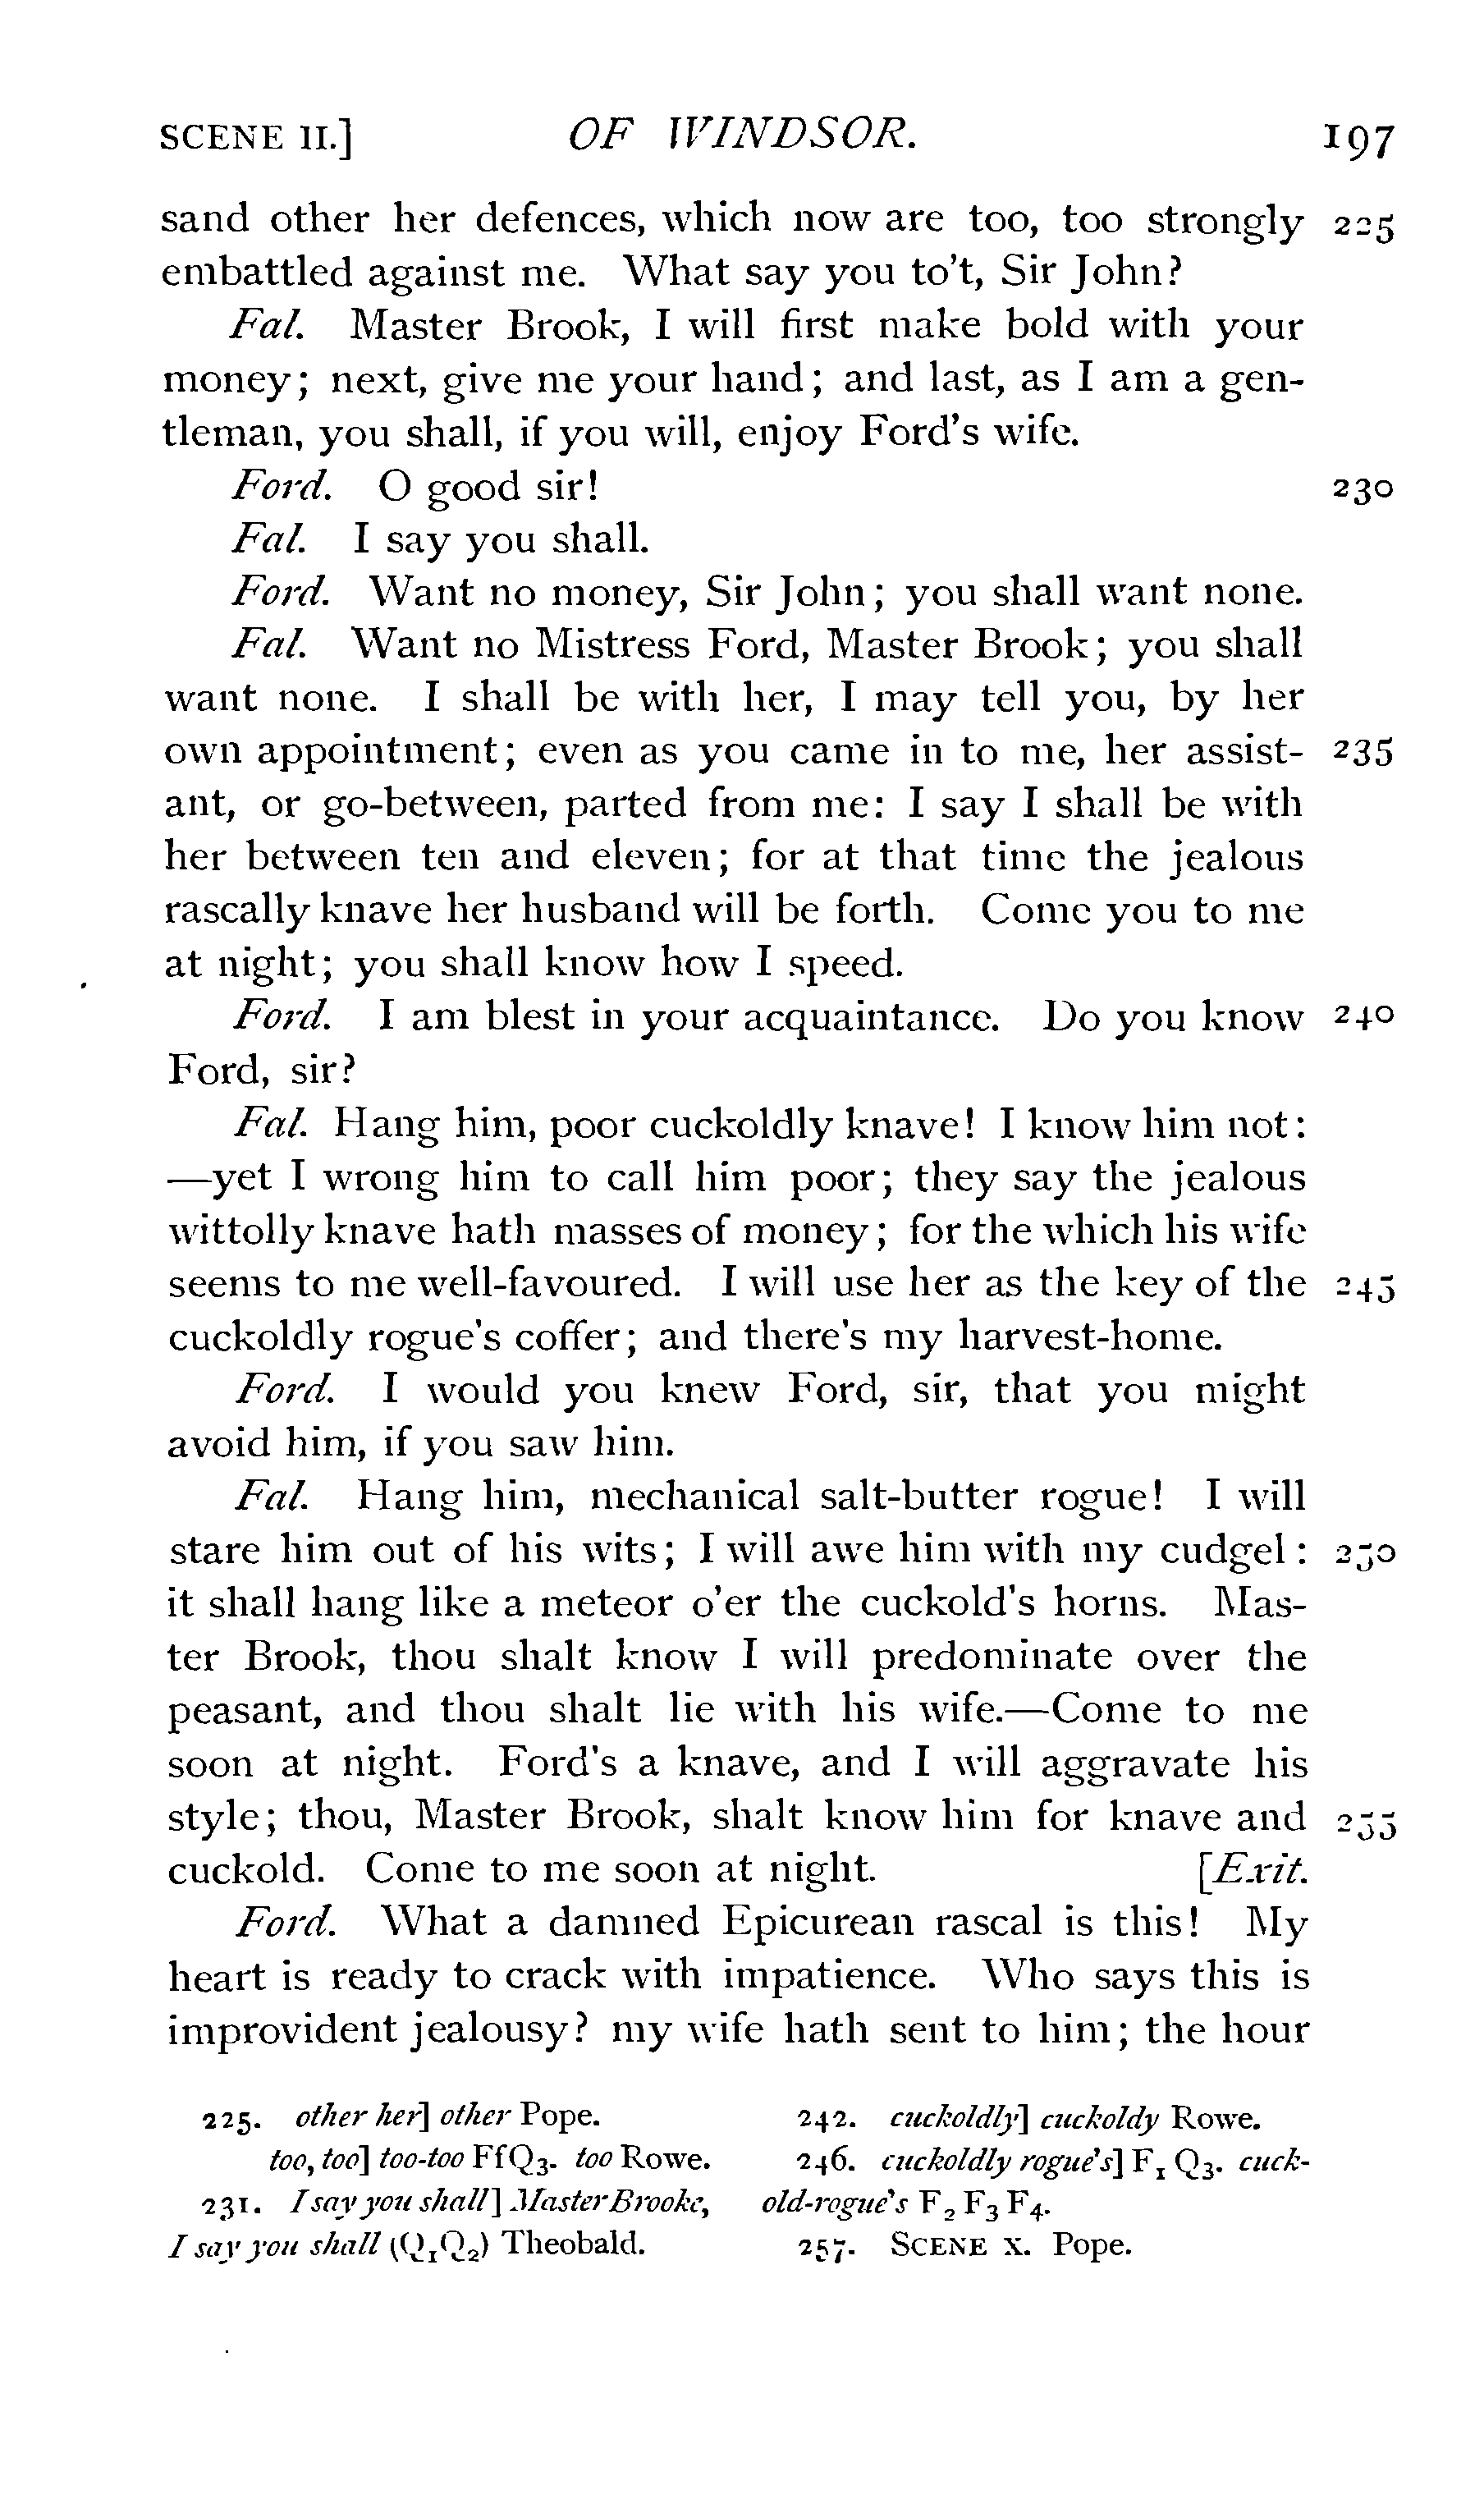 SCENE II.] OF WINDSOR. 197
sand other her defences, which now are too, too strongly 225
embattled against me. What say you to't, Sir John?
Fal. Master Brook, I will first make bold with your
money; next, give me your hand; and last, as I am a gen-
tleman, you shall, if you will, enjoy Ford's wife.
Ford. O good sir! 230
Fal. I say you shall.
Ford. Want no money, Sir John; you shall want none.
Fal. Want no Mistress Ford, Master Brook; you shall
want none. I shall be with her, I may tell you, by her
own appointment; even as you came in to me, her assist- 235
ant, or go-between, parted from me: I say I shall be with
her between ten and eleven; for at that time the jealous
rascally knave her husband will be forth. Come you to me
at night; you shall know how I speed.
Ford. I am blest in your acquaintance. Do you know 240
Ford, sir?
Fal. Hang him, poor cuckoldly knave! I know him not:
—yet I wrong him to call him poor; they say the jealous
wittolly knave hath masses of money; for the which his wife
seems to me well-favoured. I will use her as the key of the 245
cuckoldly rogue's coffer; and there's my harvest-home.
Ford. I would you knew Ford, sir, that you might
avoid him, if you saw him.
Fal. Hang him, mechanical salt-butter rogue! I will
stare him out of his wits; I will awe him with my cudgel: 250
it shall hang like a meteor o'er the cuckold's horns. Mas-
ter Brook, thou shalt know I will predominate over the
peasant, and thou shalt lie with his wife.—Come to me
soon at night. Ford's a knave, and I will aggravate his
style; thou, Master Brook, shalt know him for knave and 255
cuckold. Come to me soon at night. [Exit.
Ford. What a damned Epicurean rascal is this! My
heart is ready to crack with impatience. Who says this is
improvident jealousy? my wife hath sent to him; the hour
225. other her] other Pope.
too, too] too-too FfQ3. too Rowe.
231. I say you shall] Master Brooke,
I say you shall (Q1Q2) Theobald.
242. cuckoldly] cuckoldy Rowe.
246. cuckoldly rogue's] F1 Q3. cuck-
old-rogue's F2 F3 F4.
257. SCENE X. Pope.